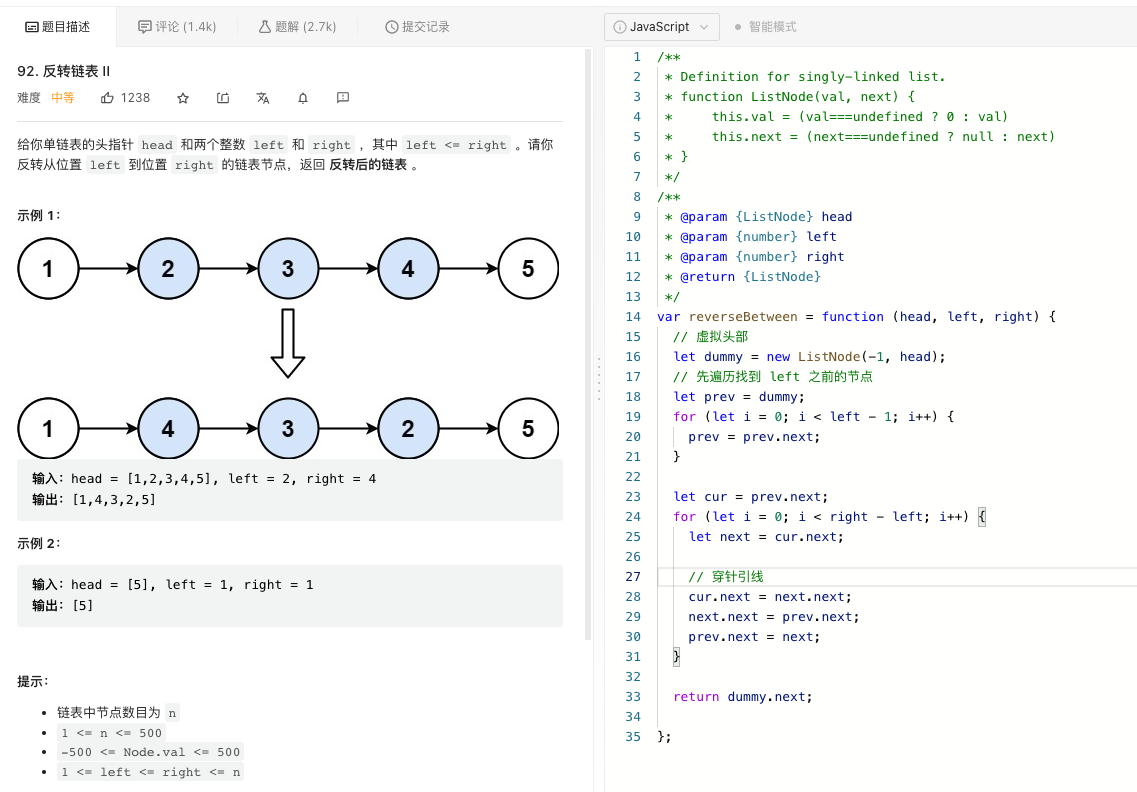 题目描述
评论 (1.4k)
题解 (2.7k)
提交记录
92. 反转链表 II
难度 中等 1238
给你单链表的头指针 head 和两个整数 left 和 right ，其中 left <= right 。请你
反转从位置 left 到位置 right 的链表节点，返回 反转后的链表 。
示例 1：
1 2 3 4 5
1 4 3 2 5
输入：head = [1,2,3,4,5], left = 2, right = 4
输出：[1,4,3,2,5]
示例 2：
输入：head = [5], left = 1, right = 1
输出：[5]
提示：
• 链表中节点数目为 n
• 1 <= n <= 500
• -500 <= Node.val <= 500
• 1 <= left <= right <= n
JavaScript
智能模式
1 /**
2  * Definition for singly-linked list.
3  * function ListNode(val, next) {
4  *     this.val = (val===undefined ? 0 : val)
5  *     this.next = (next===undefined ? null : next)
6  * }
7  */
8 /**
9  * @param {ListNode} head
10  * @param {number} left
11  * @param {number} right
12  * @return {ListNode}
13  */
14 var reverseBetween = function (head, left, right) {
15   // 虚拟头部
16   let dummy = new ListNode(-1, head);
17   // 先遍历找到 left 之前的节点
18   let prev = dummy;
19   for (let i = 0; i < left - 1; i++) {
20     prev = prev.next;
21   }
22
23   let cur = prev.next;
24   for (let i = 0; i < right - left; i++) {
25     let next = cur.next;
26
27     // 穿针引线
28     cur.next = next.next;
29     next.next = prev.next;
30     prev.next = next;
31   }
32
33   return dummy.next;
34
35 };